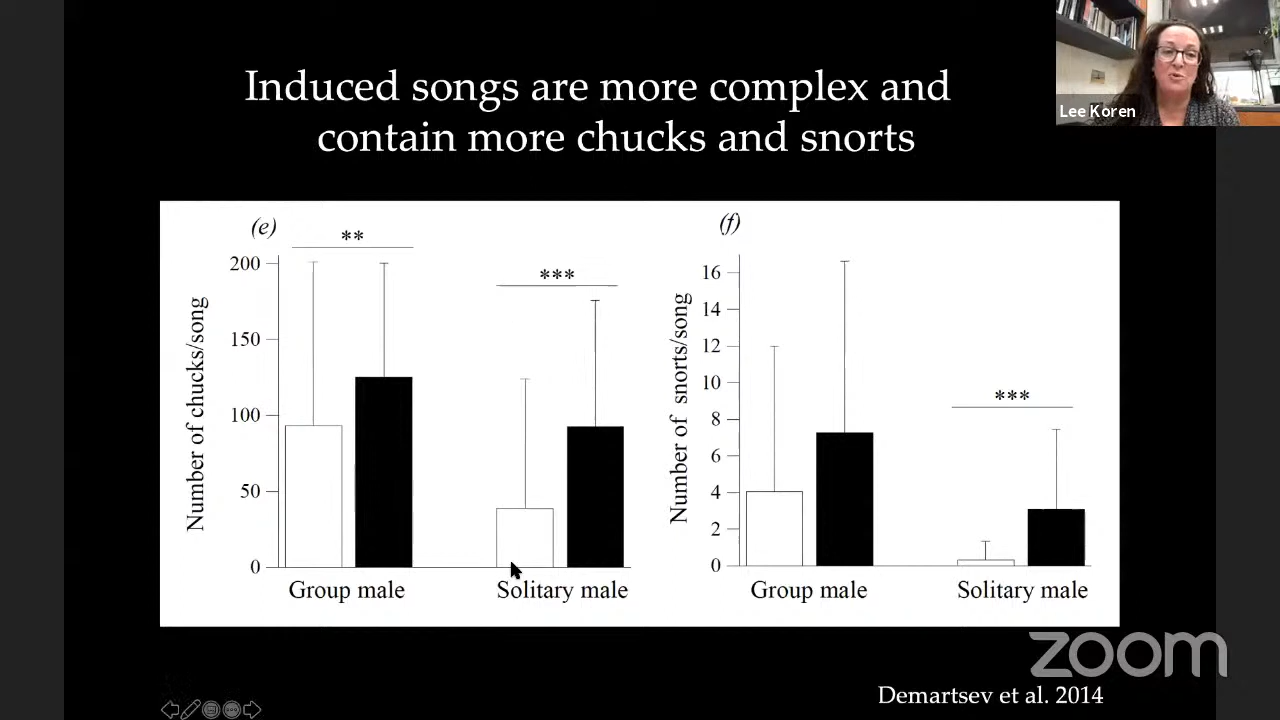 Induced songs are more complex and
contain more chucks and snorts
Lee Koren
(e)
**
***
200
150
100
50
0
Number of chucks/song
Group male
Solitary male
(f)
***
16
14
12
10
8
6
4
2
0
Number of snorts/song
Group male
Solitary male
zoom
Demartsev et al. 2014